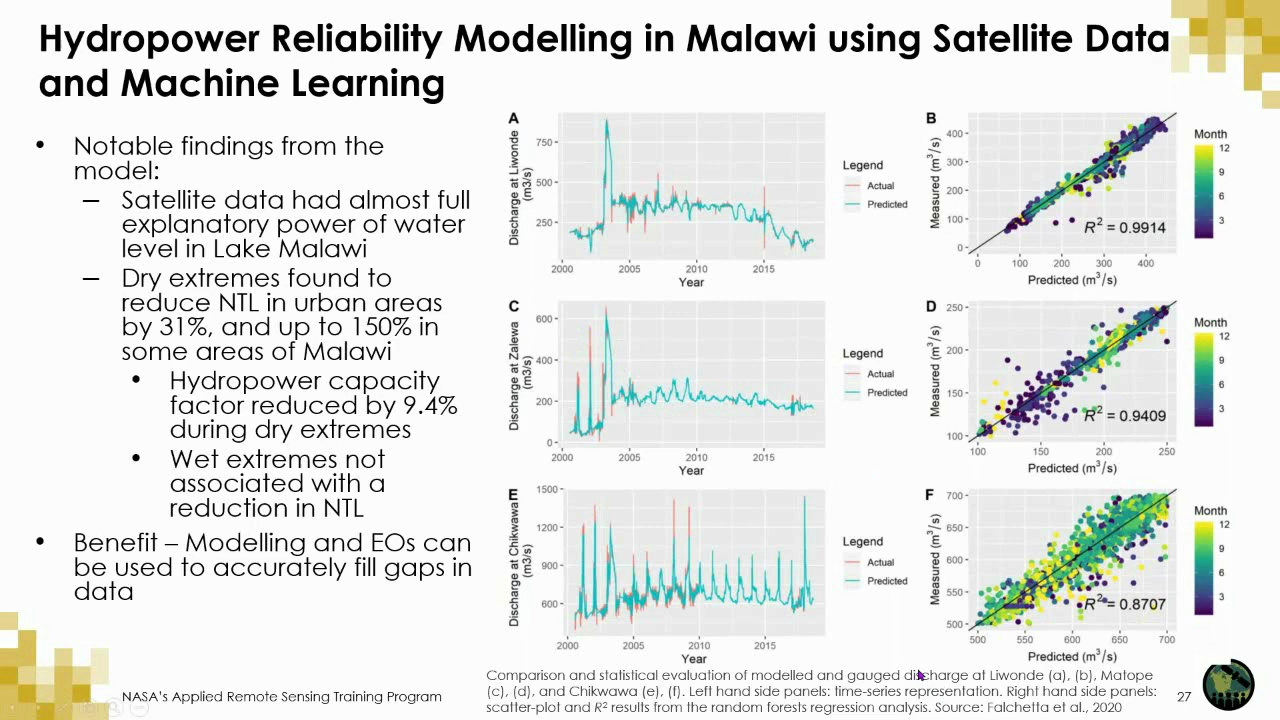 Hydropower Reliability Modelling in Malawi using Satellite Data
and Machine Learning
• Notable findings from the
model:
– Satellite data had almost full
explanatory power of water
level in Lake Malawi
– Dry extremes found to
reduce NTL in urban areas
by 31%, and up to 150% in
some areas of Malawi
• Hydropower capacity
factor reduced by 9.4%
during dry extremes
• Wet extremes not
associated with a
reduction in NTL
• Benefit – Modelling and EOs can
be used to accurately fill gaps in
data
A
Discharge at Liwonde
(m3/s)
750
500
250
2000 2005 2010 2015
Year
Legend
Actual
Predicted
B
Measured (m³/s)
400
300
200
100
0
R² = 0.9914
0 100 200 300 400
Predicted (m³/s)
Month
12
9
6
3
C
Discharge at Zalewa
(m3/s)
600
400
200
0
2000 2005 2010 2015
Year
Legend
Actual
Predicted
D
Measured (m³/s)
250
200
150
100
R² = 0.9409
100 150 200 250
Predicted (m³/s)
Month
12
9
6
3
E
Discharge at Chikwawa
(m3/s)
1500
1200
900
600
2000 2005 2010 2015
Year
Legend
Actual
Predicted
F
Measured (m³/s)
700
650
600
550
500
R² = 0.8707
500 550 600 650 700
Predicted (m³/s)
Month
12
9
6
3
Comparison and statistical evaluation of modelled and gauged discharge at Liwonde (a), (b), Matope
(c), (d), and Chikwawa (e), (f). Left hand side panels: time-series representation. Right hand side panels:
scatter-plot and R² results from the random forests regression analysis. Source: Falchetta et al., 2020
NASA's Applied Remote Sensing Training Program
27